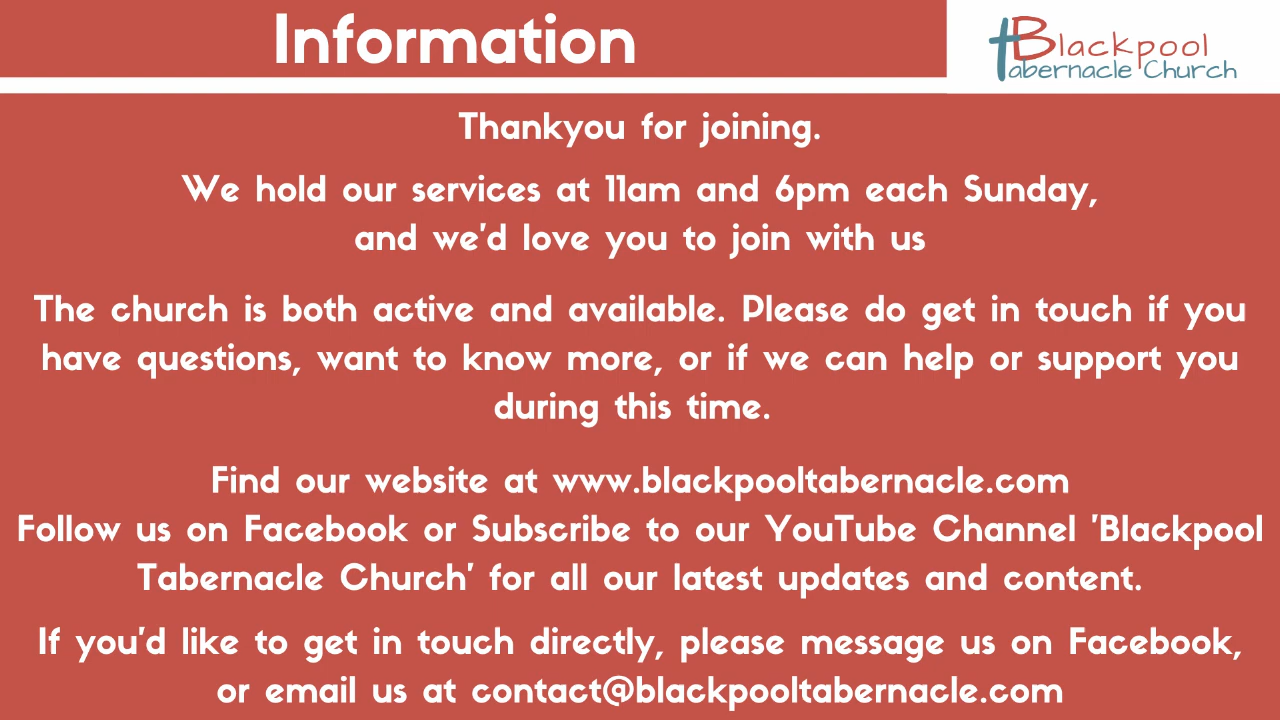 Information
Blackpool
Tabernacle Church
Thankyou for joining.
We hold our services at 11am and 6pm each Sunday,
and we'd love you to join with us
The church is both active and available. Please do get in touch if you
have questions, want to know more, or if we can help or support you
during this time.
Find our website at www.blackpooltabernacle.com
Follow us on Facebook or Subscribe to our YouTube Channel 'Blackpool
Tabernacle Church' for all our latest updates and content.
If you'd like to get in touch directly, please message us on Facebook,
or email us at contact@blackpooltabernacle.com